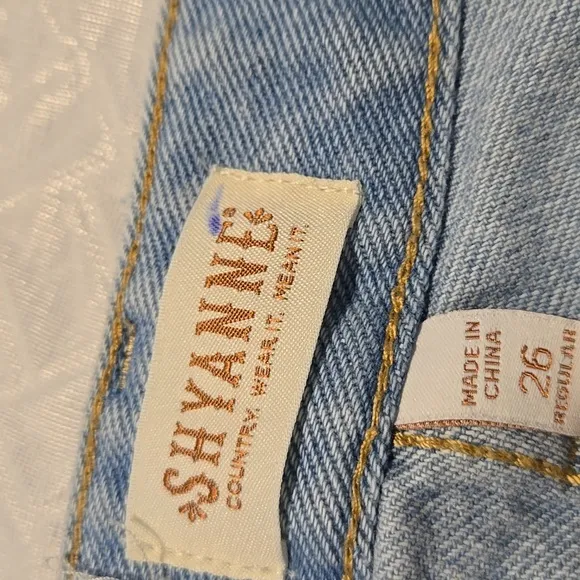 SHYANNE
COUNTRY. WEAR IT. MEAN IT.
MADE IN
CHINA
26
REGULAR